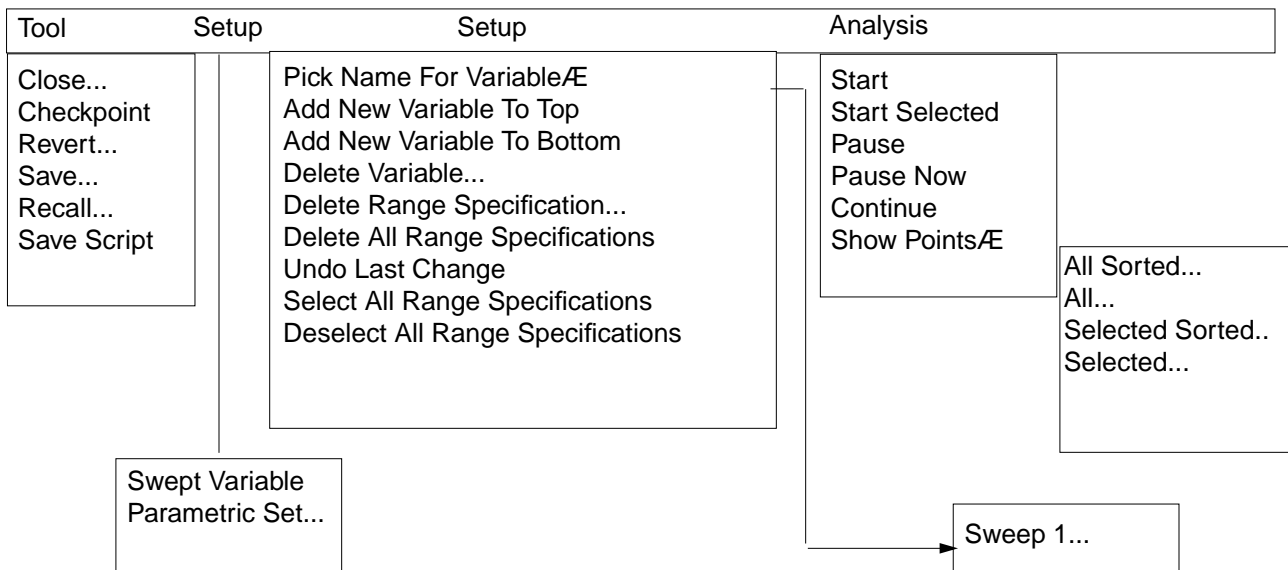 Tool Setup Setup Analysis
Close...
Checkpoint
Revert...
Save...
Recall...
Save Script
Pick Name For VariableÆ
Add New Variable To Top
Add New Variable To Bottom
Delete Variable...
Delete Range Specification...
Delete All Range Specifications
Undo Last Change
Select All Range Specifications
Deselect All Range Specifications
Start
Start Selected
Pause
Pause Now
Continue
Show PointsÆ
All Sorted...
All...
Selected Sorted..
Selected...
Swept Variable
Parametric Set...
Sweep 1...